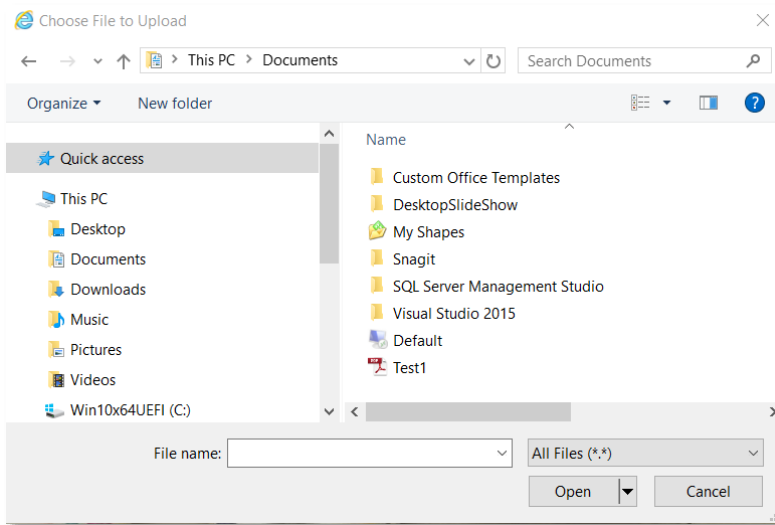 Choose File to Upload
This PC > Documents
Search Documents
Organize
New folder
?
Name
Quick access
This PC
Desktop
Documents
Downloads
Music
Pictures
Videos
Win10x64UEFI (C:)
Custom Office Templates
DesktopSlideShow
My Shapes
Snagit
SQL Server Management Studio
Visual Studio 2015
Default
Test1
File name:
All Files (*.*)
Open
Cancel